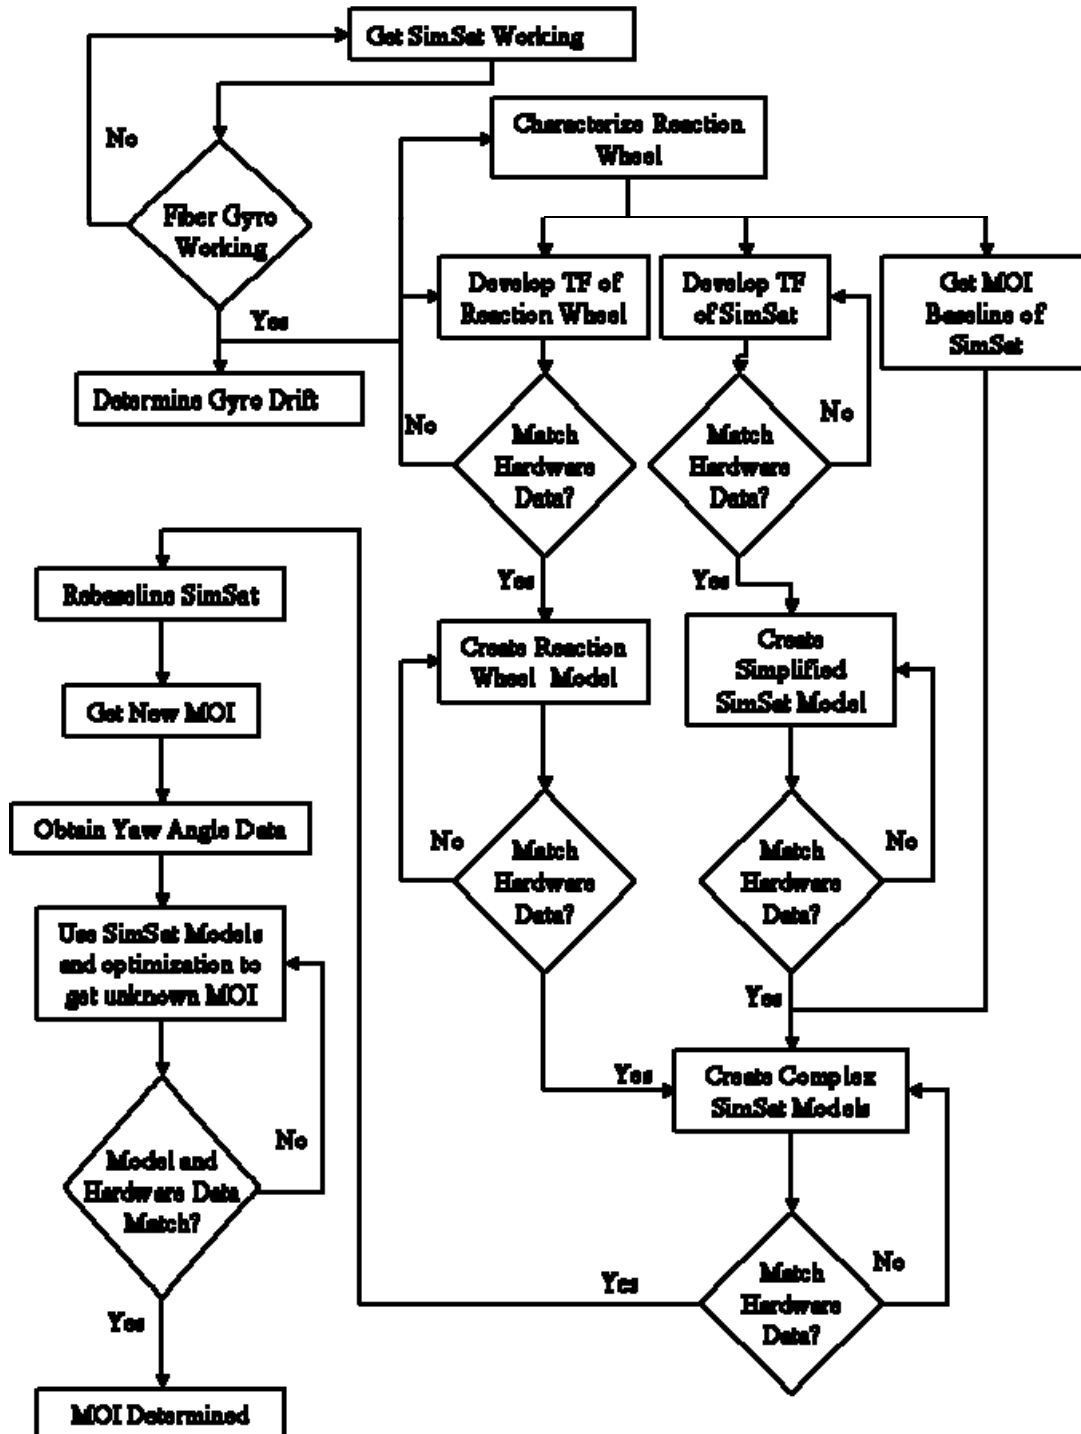 Get SimSat Working
No
Characterize Reaction
Wheel
Fiber Gyro
Working
Yes
Develop TF of
Reaction Wheel
Develop TF
of SimSat
Get MOI
Baseline of
SimSat
Determine Gyro Drift
No
Match
Hardware
Data?
No
Match
Hardware
Data?
Yes
Yes
Rebaseline SimSat
Create Reaction
Wheel Model
Create
Simplified
SimSat Model
Get New MOI
Obtain Yaw Angle Data
No
Match
Hardware
Data?
No
Match
Hardware
Data?
Use SimSat Models
and optimization to
get unknown MOI
Yes
Yes
Create Complex
SimSat Models
No
Model and
Hardware Data
Match?
Yes
No
Match
Hardware
Data?
Yes
MOI Determined